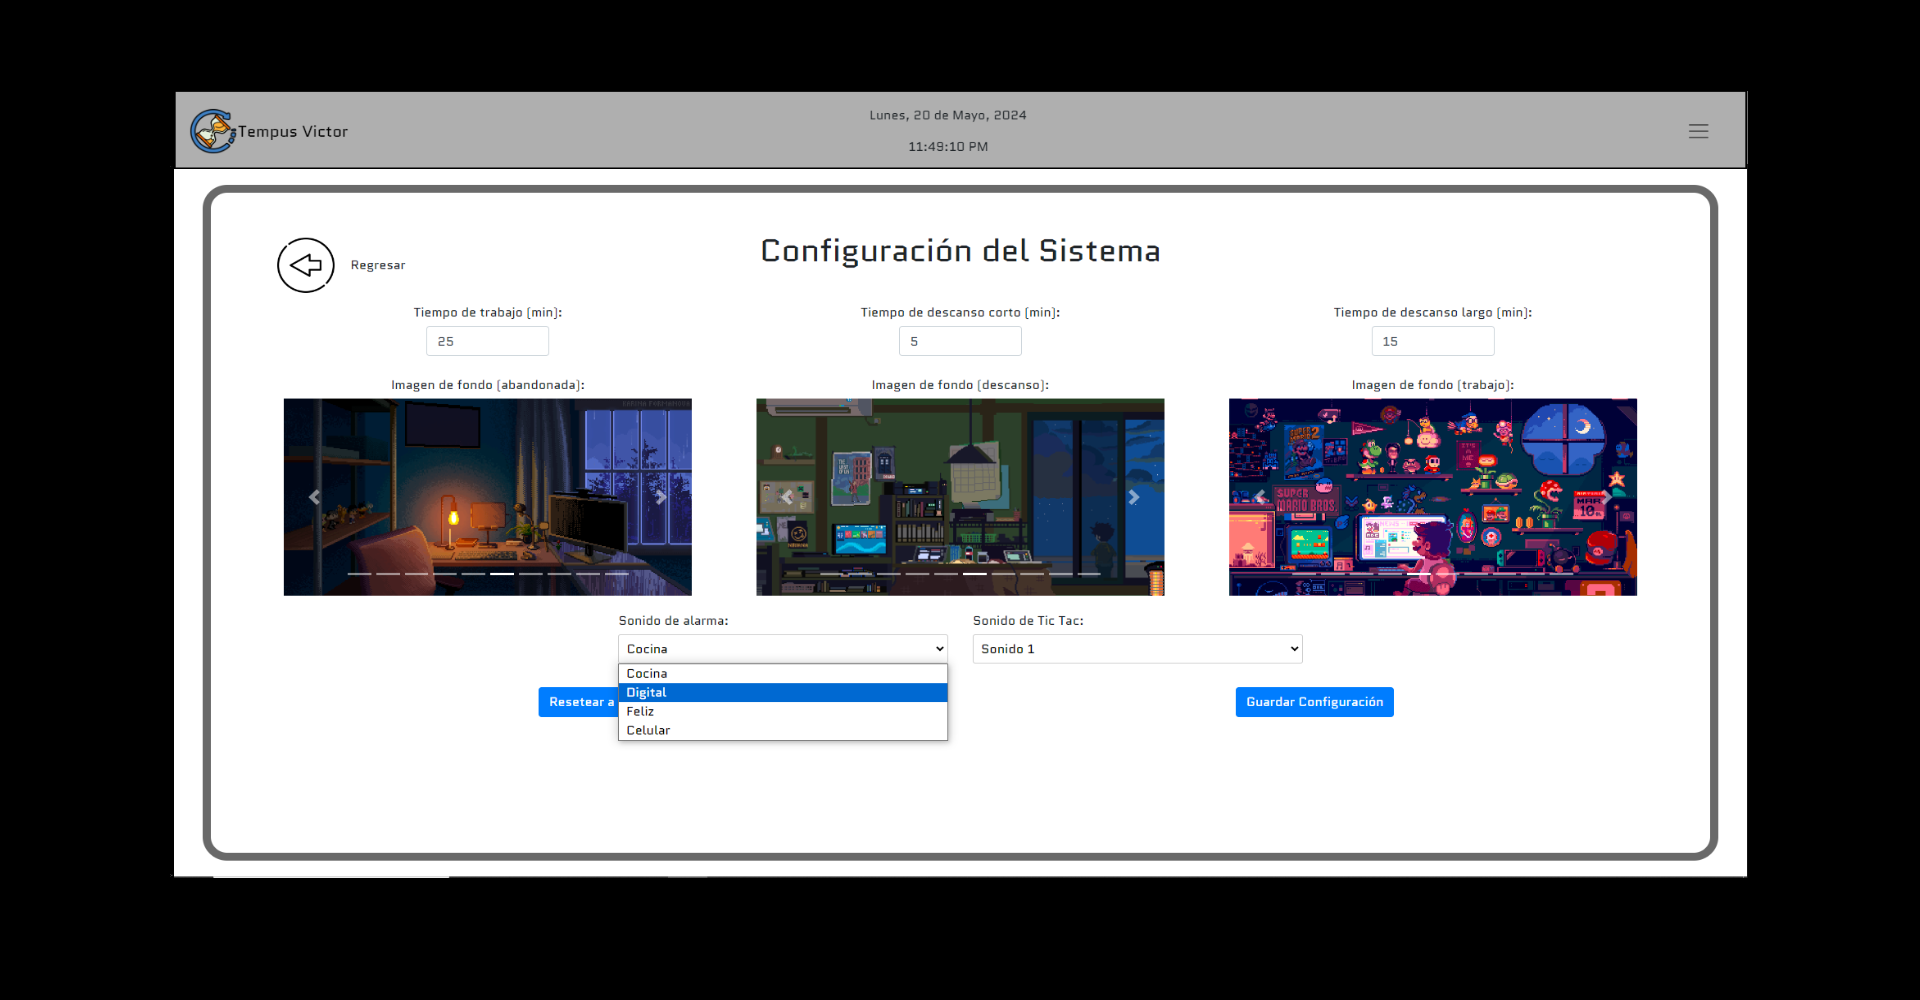 Tempus Victor
Lunes, 20 de Mayo, 2024
11:49:10 PM
Configuración del Sistema
Regresar
Tiempo de trabajo (min):
25
Tiempo de descanso corto (min):
5
Tiempo de descanso largo (min):
15
Imagen de fondo (abandonada):
Imagen de fondo (descanso):
Imagen de fondo (trabajo):
SUPER
MARIO BROS.
MAR
10
Sonido de alarma:
Cocina
Sonido de Tic Tac:
Sonido 1
Cocina
Digital
Feliz
Celular
Resetear a
Guardar Configuración